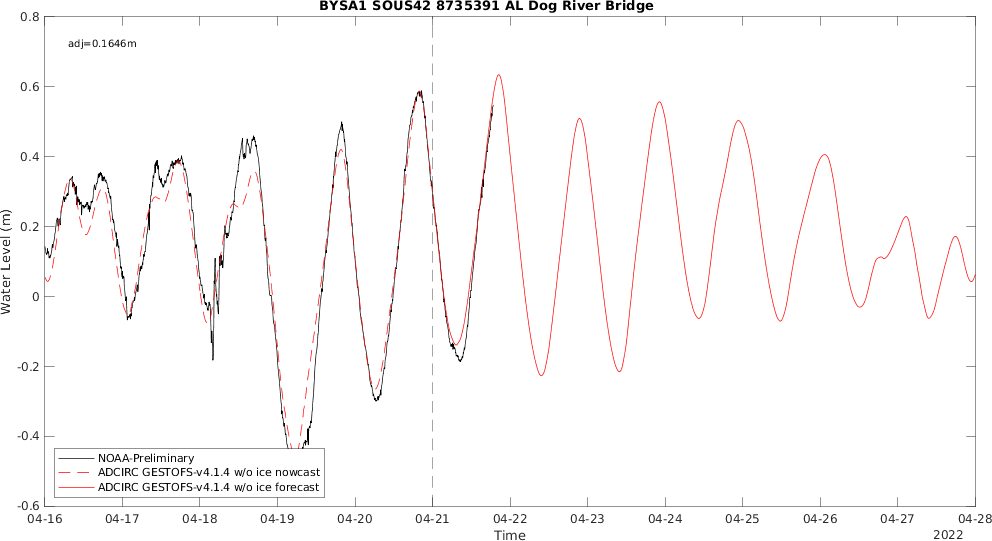 BYSA1 SOUS42 8735391 AL Dog River Bridge
0.8
adj=0.1646m
0.6
0.4
0.2
0
-0.2
-0.4
-0.6
Water Level (m)
NOAA-Preliminary
ADCIRC GESTOFS-v4.1.4 w/o ice nowcast
ADCIRC GESTOFS-v4.1.4 w/o ice forecast
04-16 04-17 04-18 04-19 04-20 04-21 04-22 04-23 04-24 04-25 04-26 04-27 04-28
Time
2022